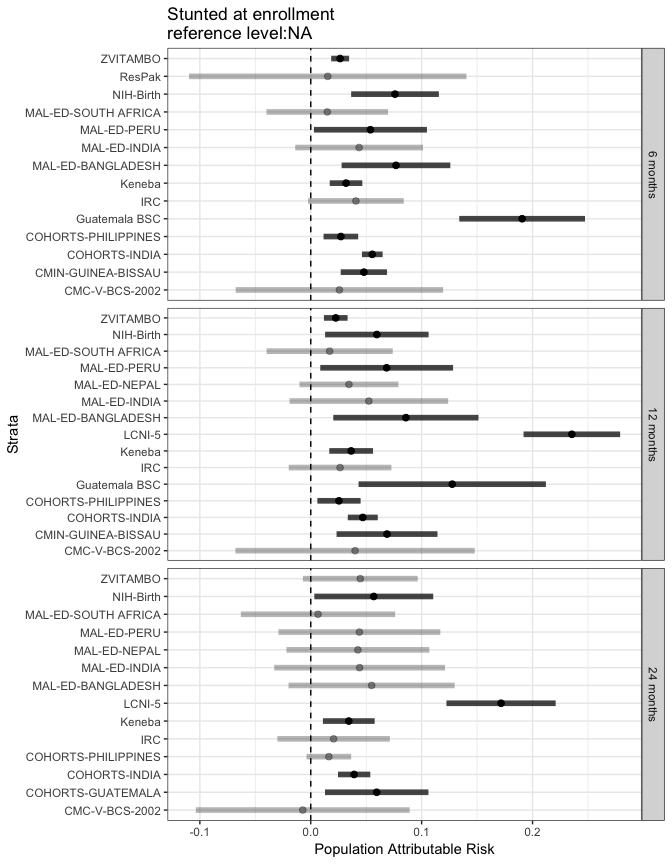 Stunted at enrollment
reference level:NA
Strata
ZVITAMBO
ResPak
NIH-Birth
MAL-ED-SOUTH AFRICA
MAL-ED-PERU
MAL-ED-INDIA
MAL-ED-BANGLADESH
Keneba
IRC
Guatemala BSC
COHORTS-PHILIPPINES
COHORTS-INDIA
CMIN-GUINEA-BISSAU
CMC-V-BCS-2002
6 months
ZVITAMBO
NIH-Birth
MAL-ED-SOUTH AFRICA
MAL-ED-PERU
MAL-ED-NEPAL
MAL-ED-INDIA
MAL-ED-BANGLADESH
LCNI-5
Keneba
IRC
Guatemala BSC
COHORTS-PHILIPPINES
COHORTS-INDIA
CMIN-GUINEA-BISSAU
CMC-V-BCS-2002
12 months
ZVITAMBO
NIH-Birth
MAL-ED-SOUTH AFRICA
MAL-ED-PERU
MAL-ED-NEPAL
MAL-ED-INDIA
MAL-ED-BANGLADESH
LCNI-5
Keneba
IRC
COHORTS-PHILIPPINES
COHORTS-INDIA
COHORTS-GUATEMALA
CMC-V-BCS-2002
24 months
-0.1 0.0 0.1 0.2
Population Attributable Risk